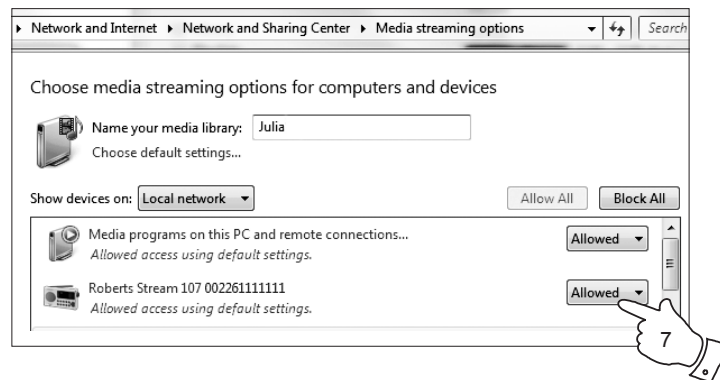 Network and Internet ▸ Network and Sharing Center ▸ Media streaming options Search
Choose media streaming options for computers and devices
Name your media library: Julia
Choose default settings...
Show devices on: Local network Allow All Block All
Media programs on this PC and remote connections... Allowed
Allowed access using default settings.
Roberts Stream 107 002261111111 Allowed
Allowed access using default settings.
7